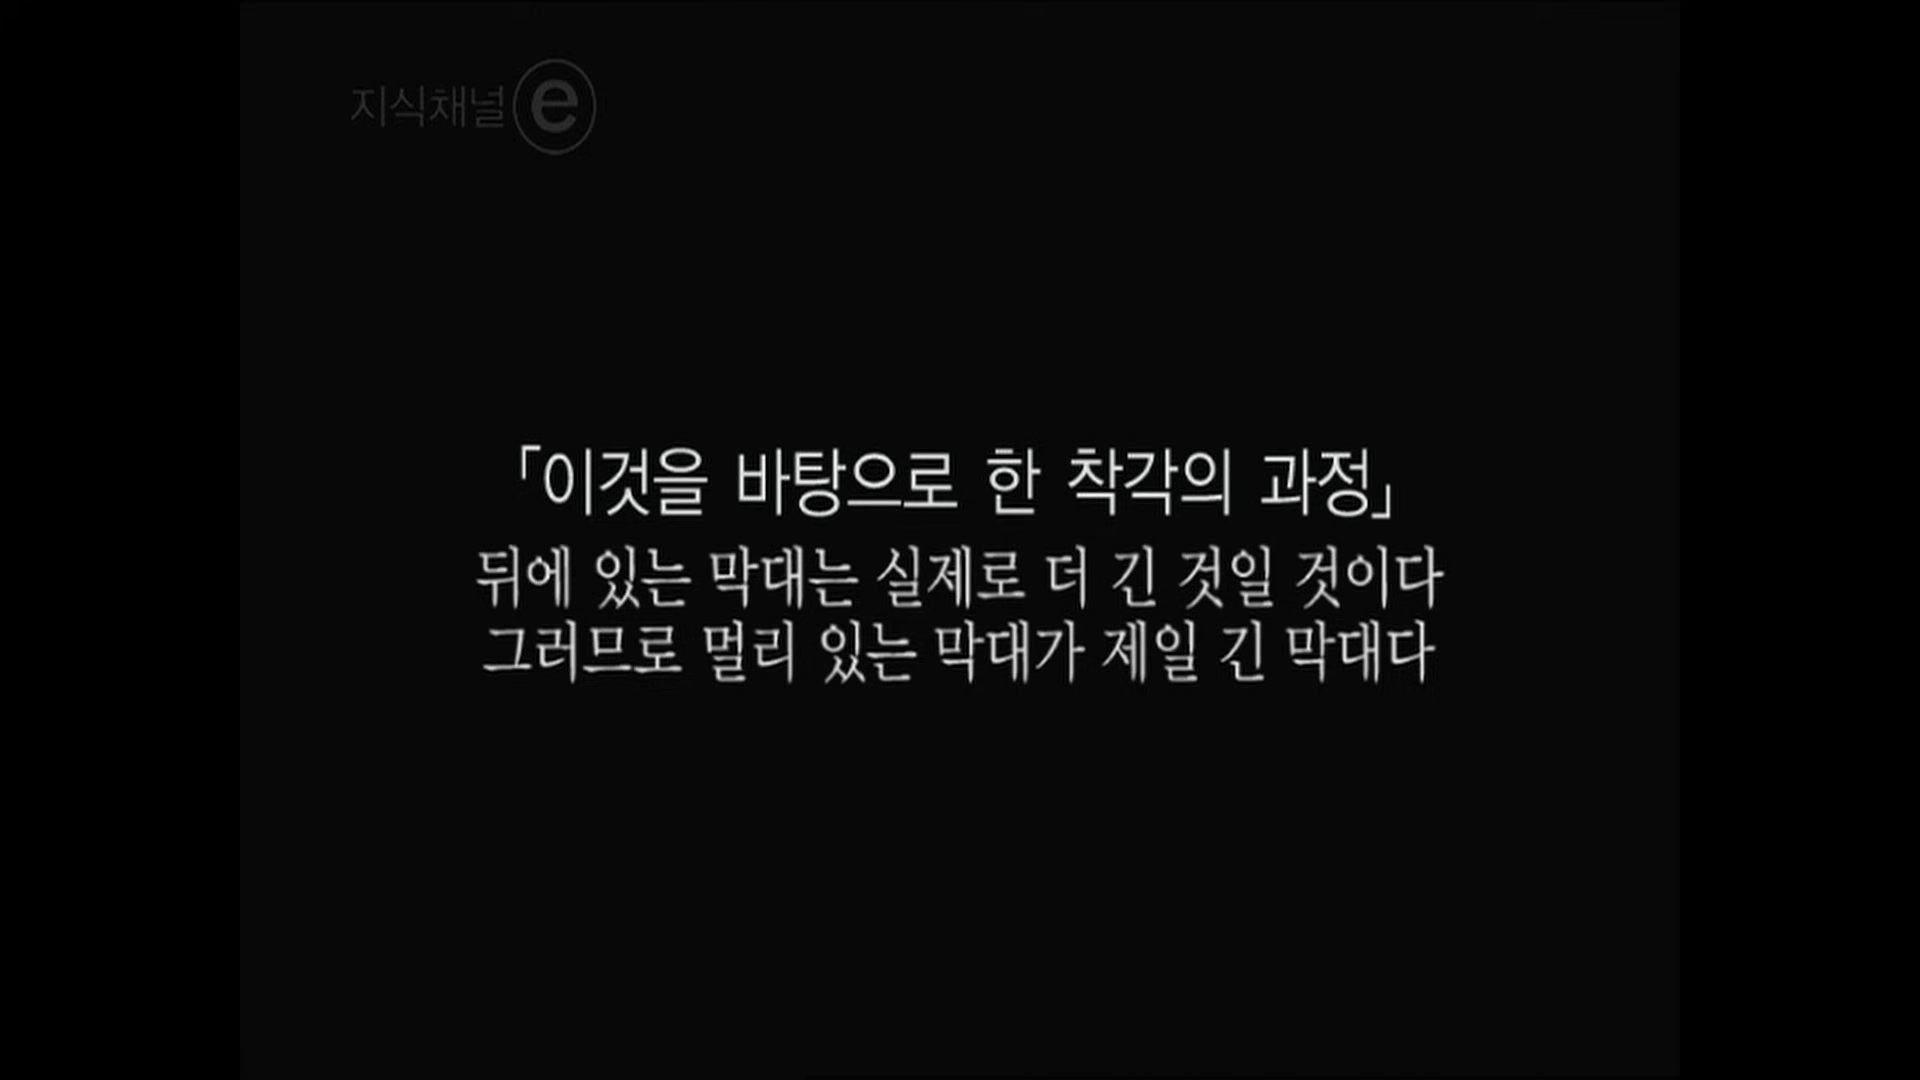 지식채널 e
「이것을 바탕으로 한 착각의 과정」
뒤에 있는 막대는 실제로 더 긴 것일 것이다
그러므로 멀리 있는 막대가 제일 긴 막대다